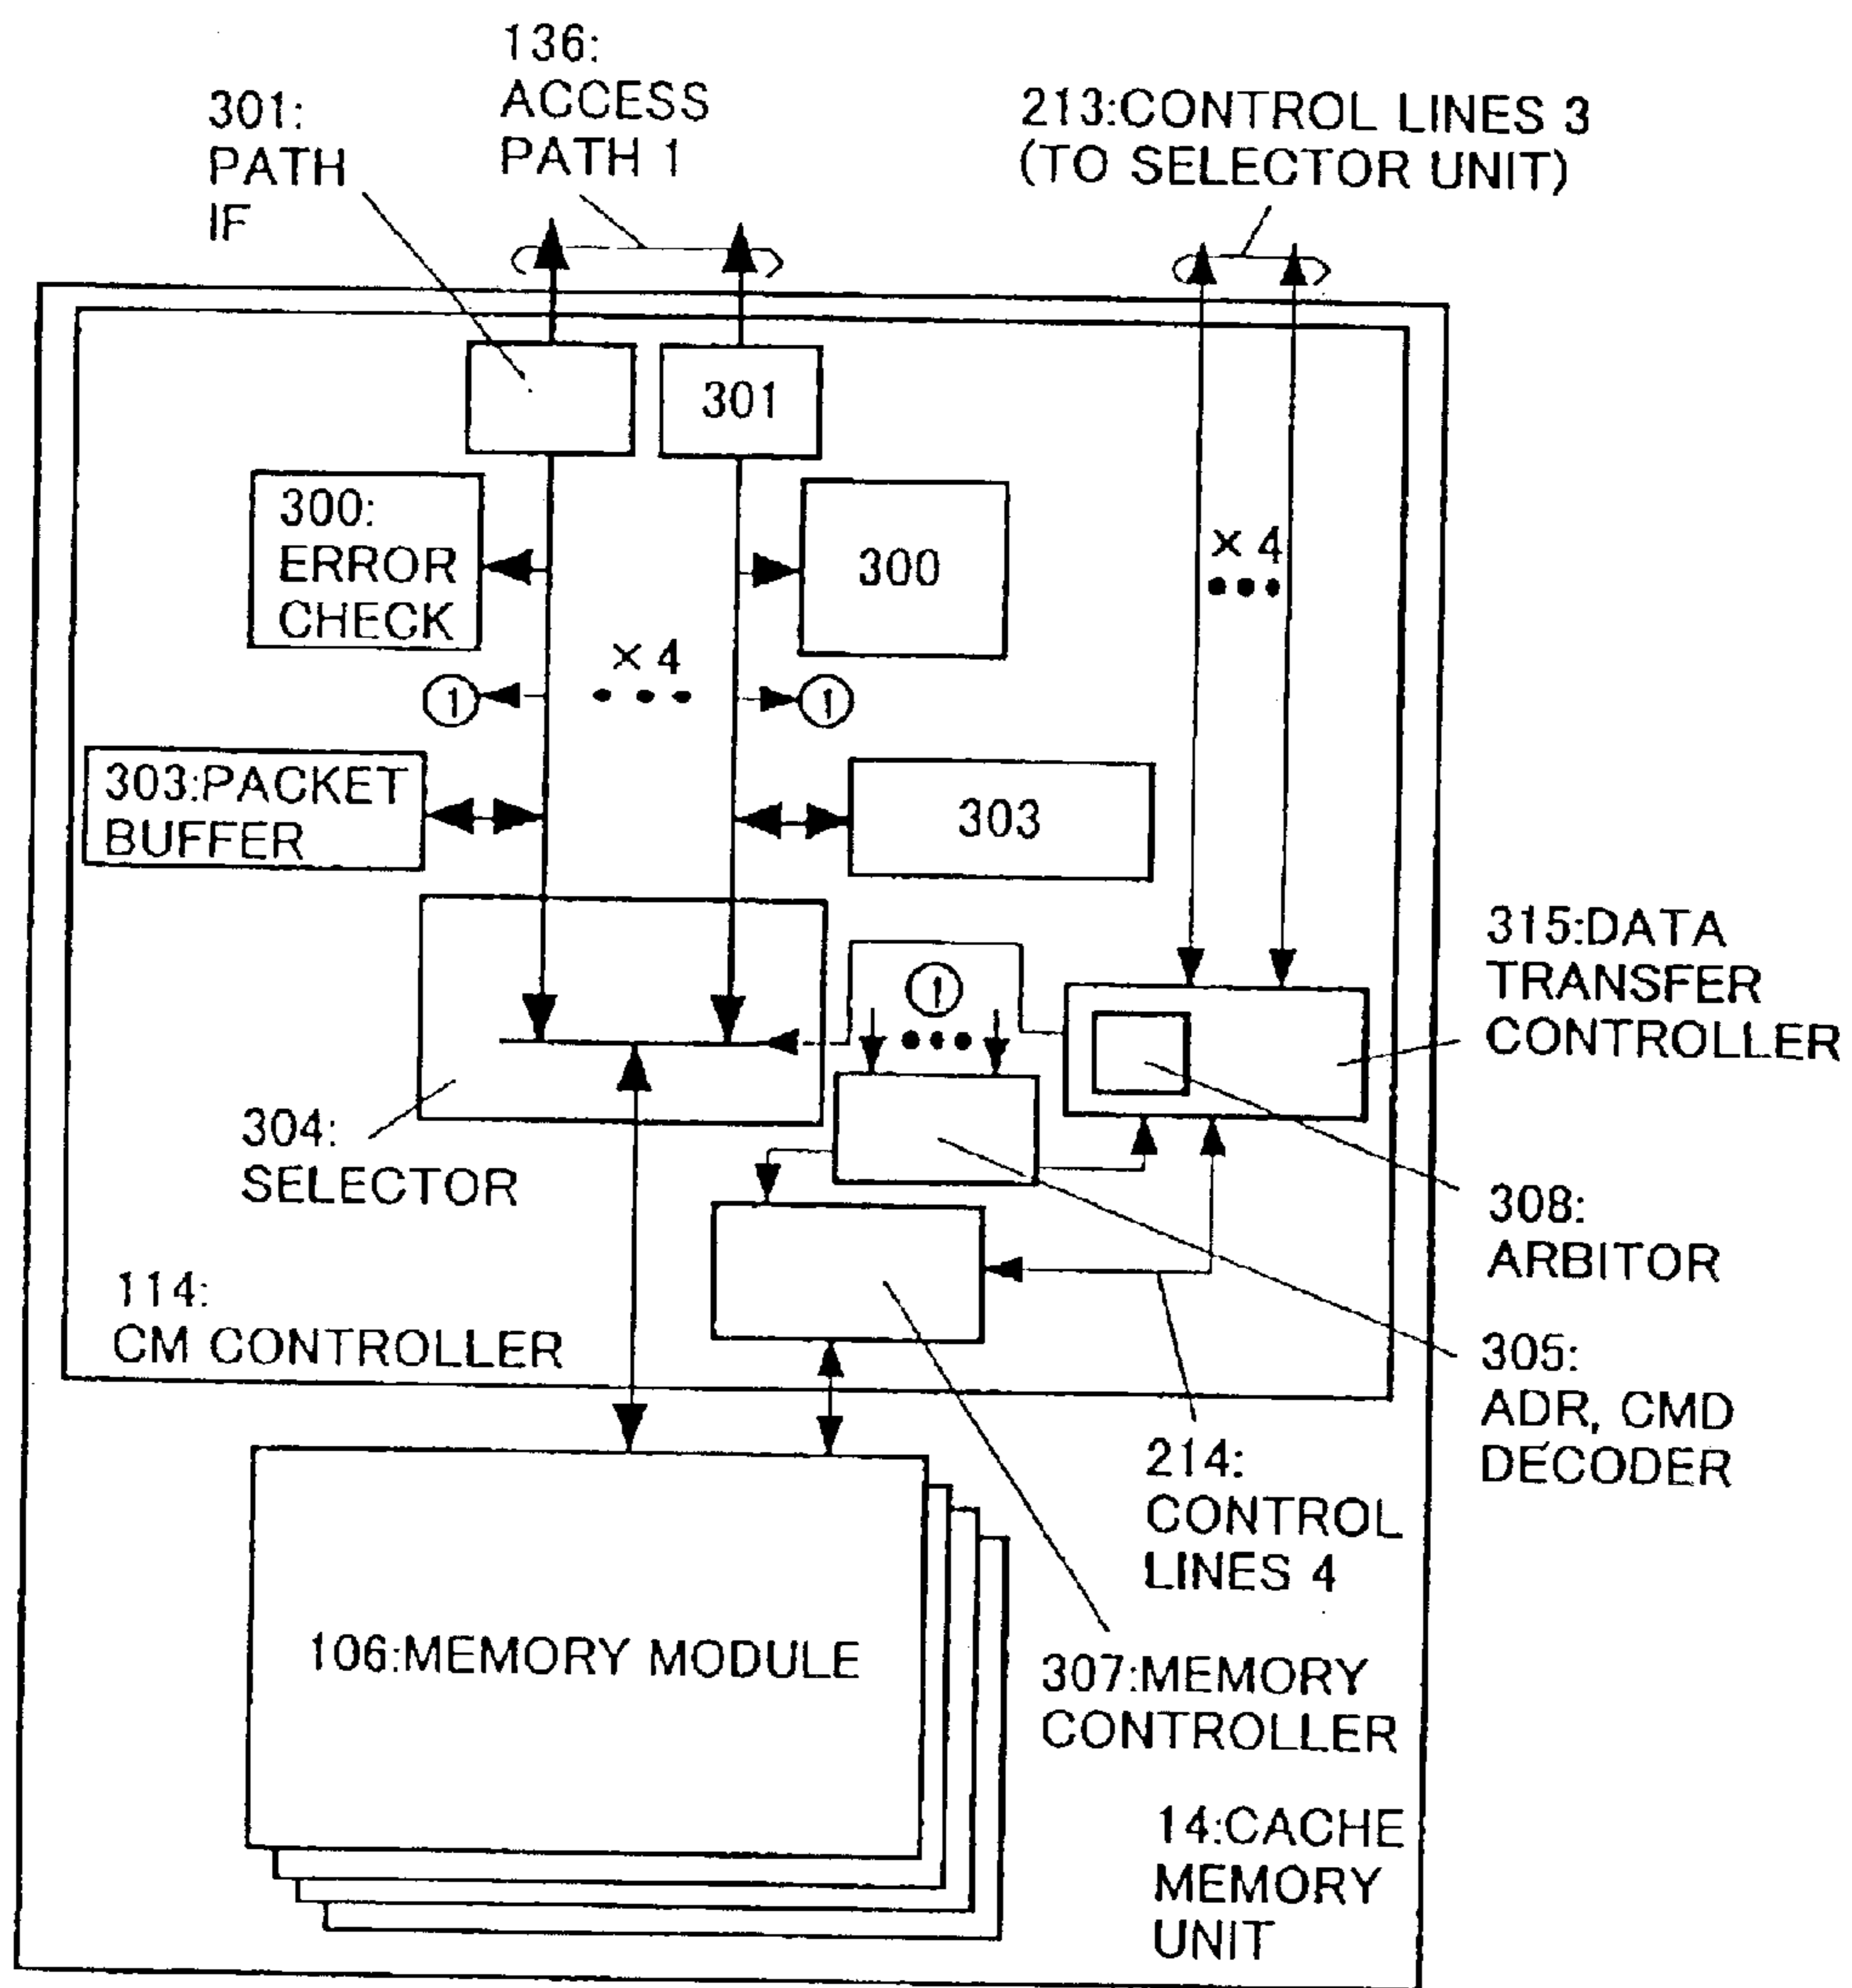 136:
ACCESS
PATH 1
301:
PATH
IF
213:CONTROL LINES 3
(TO SELECTOR UNIT)
301
300:
ERROR
CHECK
300
× 4
× 4
1
1
303:PACKET
BUFFER
303
315:DATA
TRANSFER
CONTROLLER
1
304:
SELECTOR
308:
ARBITOR
114:
CM CONTROLLER
305:
ADR, CMD
DECODER
214:
CONTROL
LINES 4
106:MEMORY MODULE
307:MEMORY
CONTROLLER
14:CACHE
MEMORY
UNIT